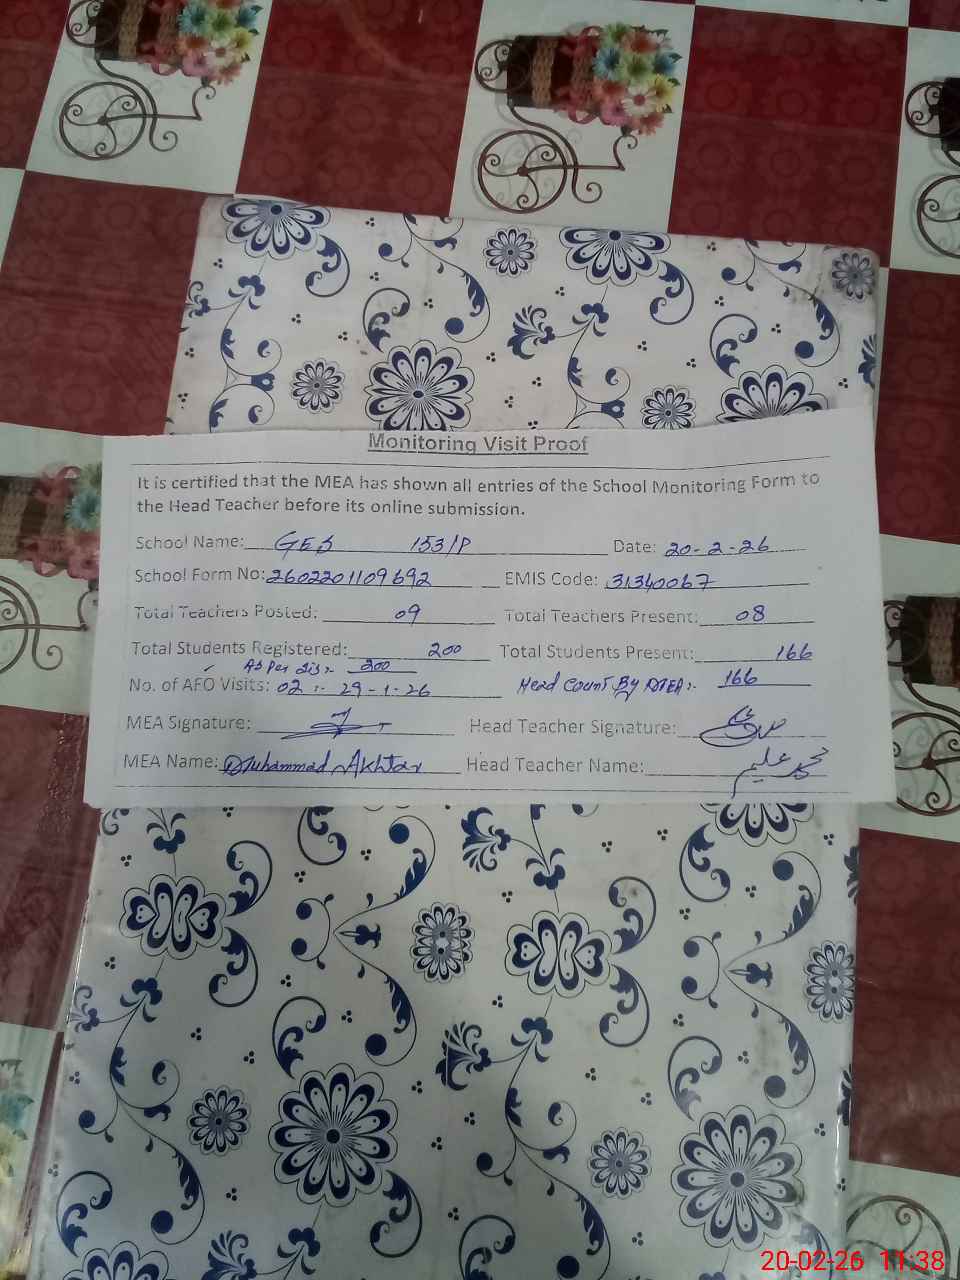 Monitoring Visit Proof
It is certified that the MEA has shown all entries of the School Monitoring Form to
the Head Teacher before its online submission.
School Name: GES 153/P Date: 20-2-26
School Form No: 2602201109692 EMIS Code: 31340067
Total Teachers Posted: 09 Total Teachers Present: 08
Total Students Registered: 200 Total Students Present: 166
As Per Sis:- 200
No. of AEO Visits: 02 :- 29-1-26 Head Count By MEA:- 166
MEA Signature: Head Teacher Signature:
MEA Name: Muhammad Akhtar Head Teacher Name: محمد علیم
20-02-26 11:38